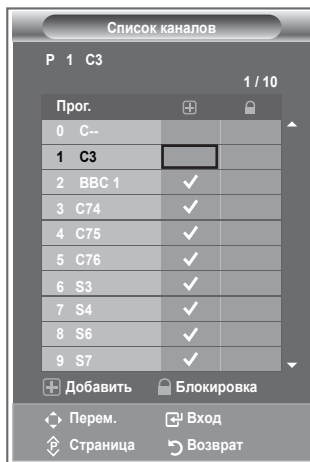 Список каналов
P 1 C3
1 / 10
Прог.
0 C--
1 C3
2 BBC 1
3 C74
4 C75
5 C76
6 S3
7 S4
8 S6
9 S7
Добавить Блокировка
Перем. Вход
Страница Возврат